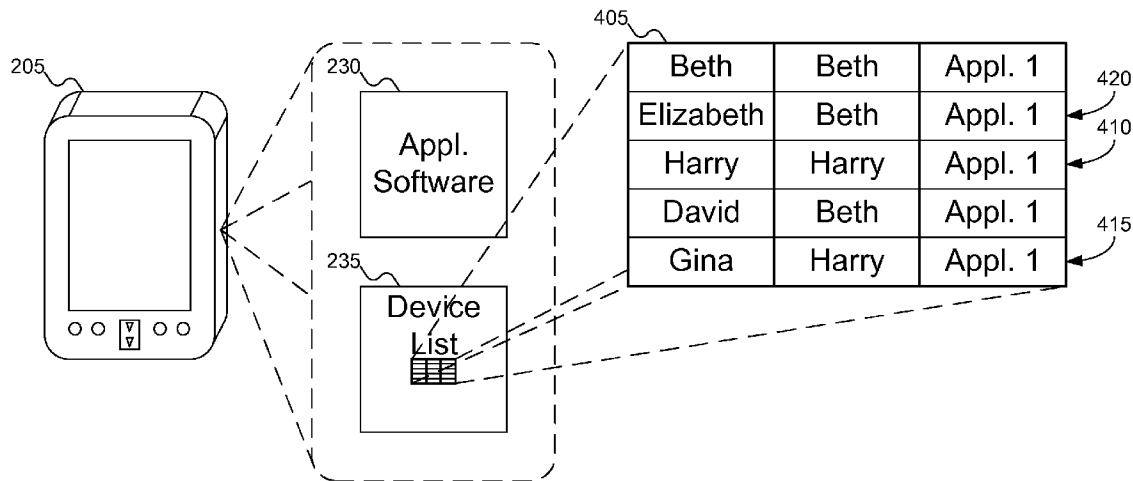 205
230
Appl.
Software
235
Device
List
405
Beth Beth Appl. 1
Elizabeth Beth Appl. 1
420
Harry Harry Appl. 1
410
David Beth Appl. 1
Gina Harry Appl. 1
415